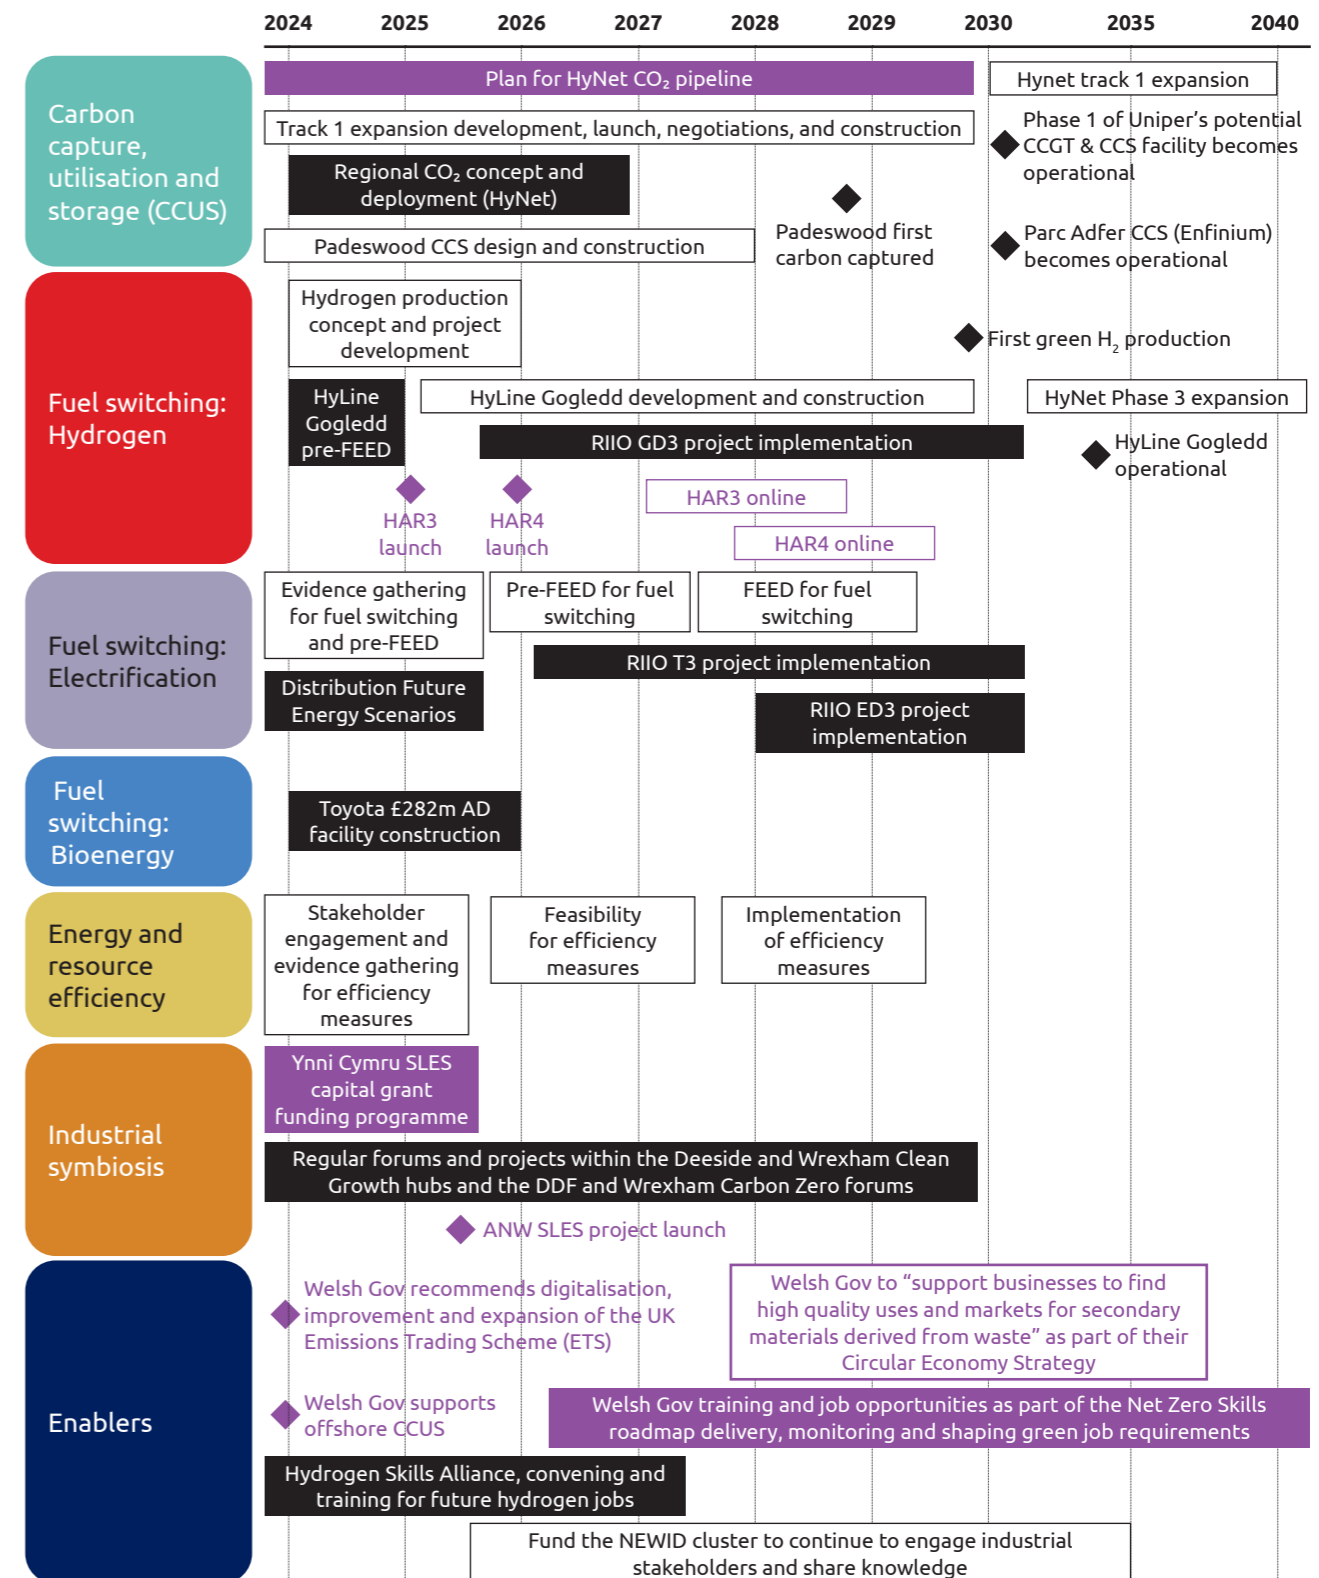 2024 2025 2026 2027 2028 2029 2030 2035 2040
Carbon
capture,
utilisation and
storage (CCUS)
Plan for HyNet CO₂ pipeline
Hynet track 1 expansion
Track 1 expansion development, launch, negotiations, and construction
Phase 1 of Uniper's potential
CCGT & CCS facility becomes
operational
Regional CO₂ concept and
deployment (HyNet)
Padeswood first
carbon captured
Padeswood CCS design and construction
Parc Adfer CCS (Enfinium)
becomes operational
Fuel switching:
Hydrogen
Hydrogen production
concept and project
development
First green H₂ production
HyLine
Gogledd
pre-FEED
HyLine Gogledd development and construction
HyNet Phase 3 expansion
RIIO GD3 project implementation
HyLine Gogledd
operational
HAR3
launch
HAR4
launch
HAR3 online
HAR4 online
Fuel switching:
Electrification
Evidence gathering
for fuel switching
and pre-FEED
Pre-FEED for fuel
switching
FEED for fuel
switching
RIIO T3 project implementation
Distribution Future
Energy Scenarios
RIIO ED3 project
implementation
Fuel
switching:
Bioenergy
Toyota £282m AD
facility construction
Energy and
resource
efficiency
Stakeholder
engagement and
evidence gathering
for efficiency
measures
Feasibility
for efficiency
measures
Implementation
of efficiency
measures
Industrial
symbiosis
Ynni Cymru SLES
capital grant
funding programme
Regular forums and projects within the Deeside and Wrexham Clean
Growth hubs and the DDF and Wrexham Carbon Zero forums
ANW SLES project launch
Enablers
Welsh Gov recommends digitalisation,
improvement and expansion of the UK
Emissions Trading Scheme (ETS)
Welsh Gov to “support businesses to find
high quality uses and markets for secondary
materials derived from waste” as part of their
Circular Economy Strategy
Welsh Gov supports
offshore CCUS
Welsh Gov training and job opportunities as part of the Net Zero Skills
roadmap delivery, monitoring and shaping green job requirements
Hydrogen Skills Alliance, convening and
training for future hydrogen jobs
Fund the NEWID cluster to continue to engage industrial
stakeholders and share knowledge